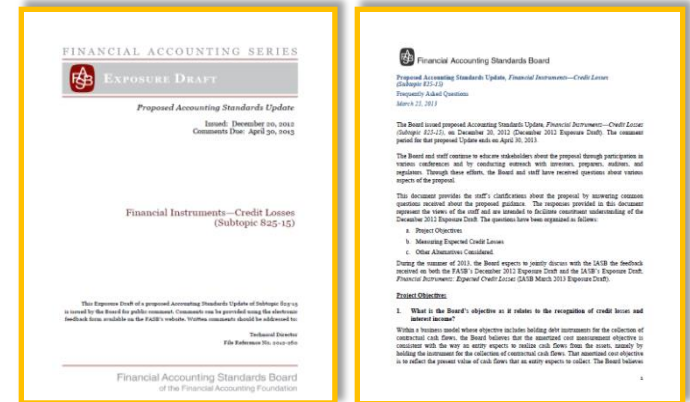 FINANCIAL ACCOUNTING SERIES
FASB
EXPOSURE DRAFT
Proposed Accounting Standards Update
Issued: December 20, 2012
Comments Due: April 30, 2013
Financial Instruments—Credit Losses
(Subtopic 825-15)
This Exposure Draft of a proposed Accounting Standards Update of Subtopic 825-15
is issued by the Board for public comment. Comments can be provided using the electronic
feedback form available on the FASB's website. Written comments should be addressed to:
Technical Director
File Reference No. 2012-260
Financial Accounting Standards Board
of the Financial Accounting Foundation
Financial Accounting Standards Board
Proposed Accounting Standards Update, Financial Instruments—Credit Losses
(Subtopic 825-15)
Frequently Asked Questions
March 25, 2013
The Board issued proposed Accounting Standards Update, Financial Instruments—Credit Losses
(Subtopic 825-15), on December 20, 2012 (December 2012 Exposure Draft). The comment
period for that proposed Update ends on April 30, 2013.
The Board and staff continue to educate stakeholders about the proposal through participation in
various conferences and by conducting outreach with investors, preparers, auditors, and
regulators. Through these efforts, the Board and staff have received questions about various
aspects of the proposal.
This document provides the staff's clarifications about the proposal by answering common
questions received about the proposed guidance. The responses provided in this document
represent the views of the staff and are intended to facilitate constituent understanding of the
December 2012 Exposure Draft. The questions have been organized as follows:
a. Project Objectives
b. Measuring Expected Credit Losses
c. Other Alternatives Considered
During the summer of 2013, the Board expects to jointly discuss with the IASB the feedback
received on both the FASB's December 2012 Exposure Draft and the IASB's Exposure Draft,
Financial Instruments: Expected Credit Losses (IASB March 2013 Exposure Draft).
Project Objectives
1. What is the Board's objective as it relates to the recognition of credit losses and
interest income?
Within a business model whose objective includes holding debt instruments for the collection of
contractual cash flows, the Board believes that the amortized cost measurement objective is
consistent with the way an entity expects to realize cash flows from the assets, namely by
holding the instrument for the collection of contractual cash flows. That amortized cost objective
is to reflect the present value of cash flows that an entity expects to collect. The Board believes
1